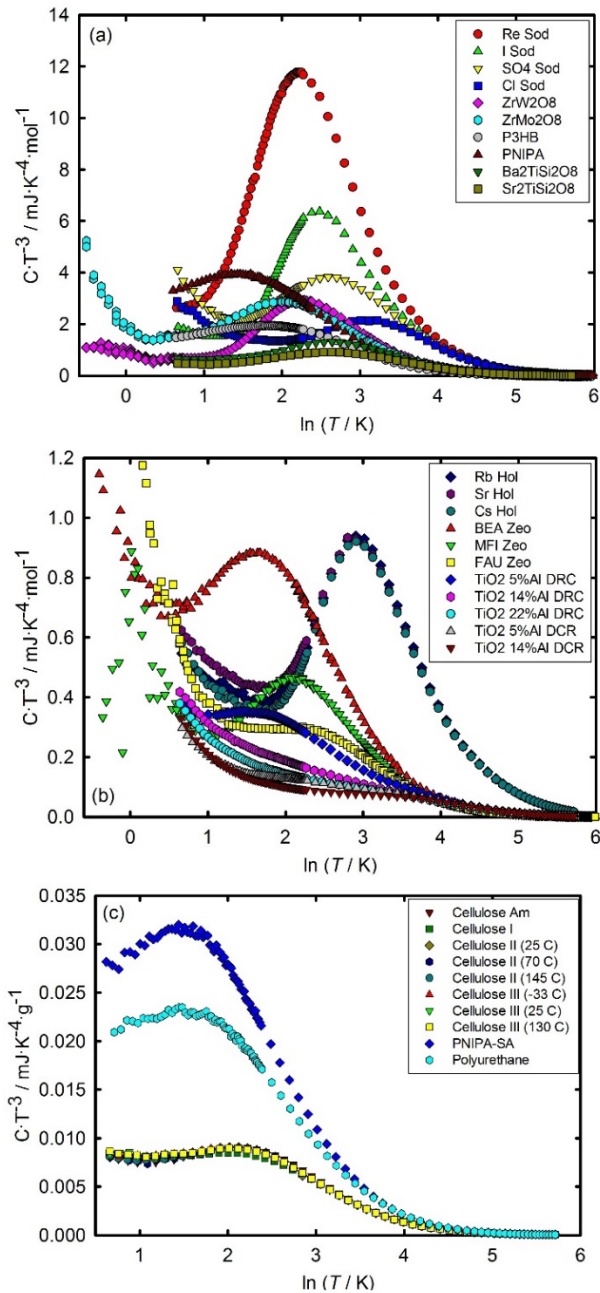 (a)
Re Sod
I Sod
SO4 Sod
Cl Sod
ZrW2O8
ZrMo2O8
P3HB
PNIPA
Ba2TiSi2O8
Sr2TiSi2O8
14
12
10
8
6
4
2
0
C·T⁻³ / mJ·K⁻⁴·mol⁻¹
0 1 2 3 4 5 6
ln (T / K)
Rb Hol
Sr Hol
Cs Hol
BEA Zeo
MFI Zeo
FAU Zeo
TiO2 5%Al DRC
TiO2 14%Al DRC
TiO2 22%Al DRC
TiO2 5%Al DCR
TiO2 14%Al DCR
1.2
1.0
0.8
0.6
0.4
0.2
0.0
C·T⁻³ / mJ·K⁻⁴·mol⁻¹
(b)
0 1 2 3 4 5 6
ln (T / K)
(c)
Cellulose Am
Cellulose I
Cellulose II (25 C)
Cellulose II (70 C)
Cellulose II (145 C)
Cellulose III (-33 C)
Cellulose III (25 C)
Cellulose III (130 C)
PNIPA-SA
Polyurethane
0.035
0.030
0.025
0.020
0.015
0.010
0.005
0.000
C·T⁻³ / mJ·K⁻⁴·g⁻¹
1 2 3 4 5 6
ln (T / K)